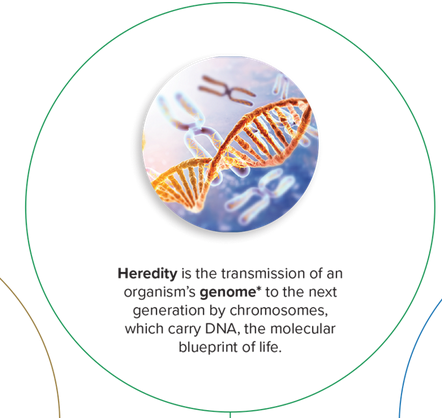 Heredity is the transmission of an
organism's genome* to the next
generation by chromosomes,
which carry DNA, the molecular
blueprint of life.